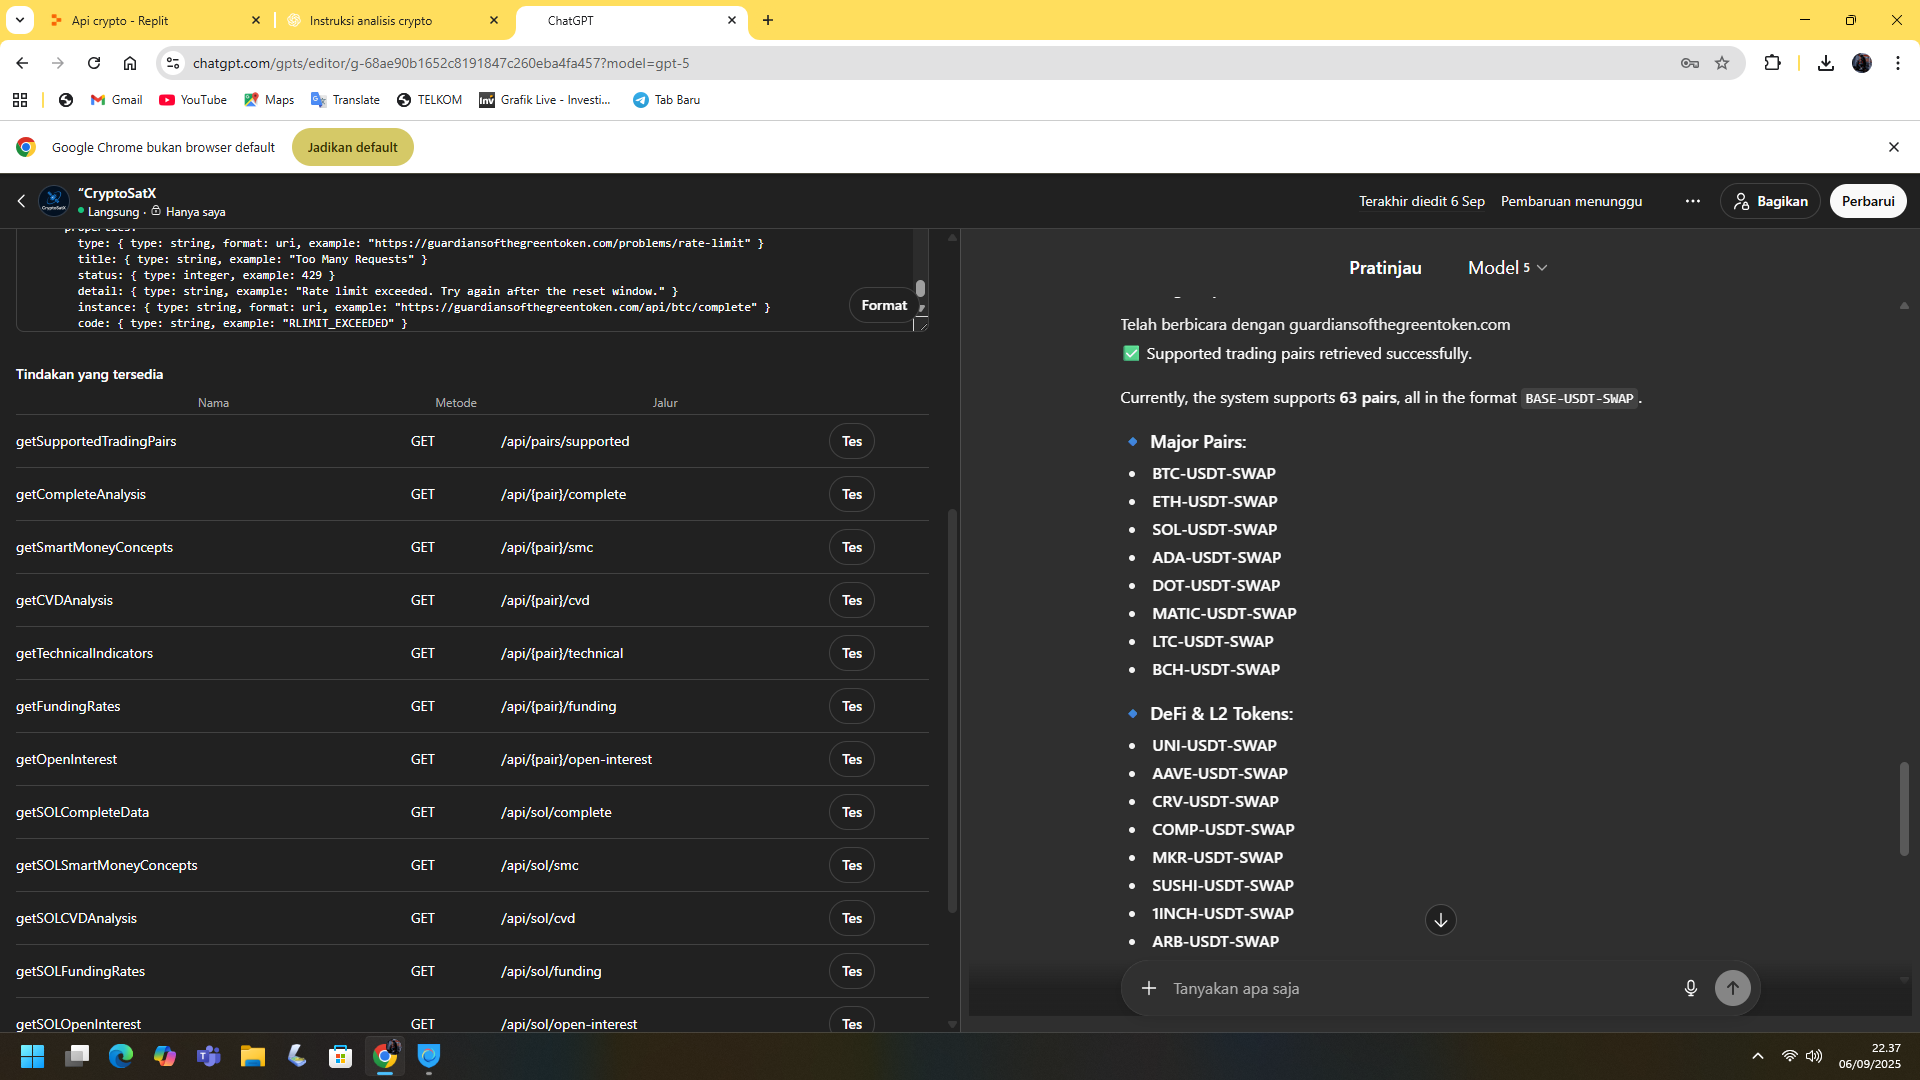 Api crypto - Replit
Instruksi analisis crypto
ChatGPT
chatgpt.com/gpts/editor/g-68ae90b1652c8191847c260eba4fa457?model=gpt-5
Gmail
YouTube
Maps
Translate
TELKOM
Grafik Live - Investi...
Tab Baru
Google Chrome bukan browser default
Jadikan default
“CryptoSatX
Langsung · Hanya saya
Terakhir diedit 6 Sep
Pembaruan menunggu
Bagikan
Perbarui
type: { type: string, format: uri, example: "https://guardiansofthegreentoken.com/problems/rate-limit" }
title: { type: string, example: "Too Many Requests" }
status: { type: integer, example: 429 }
detail: { type: string, example: "Rate limit exceeded. Try again after the reset window." }
instance: { type: string, format: uri, example: "https://guardiansofthegreentoken.com/api/btc/complete" }
code: { type: string, example: "RLIMIT_EXCEEDED" }
Format
Tindakan yang tersedia
Nama Metode Jalur
getSupportedTradingPairs GET /api/pairs/supported Tes
getCompleteAnalysis GET /api/{pair}/complete Tes
getSmartMoneyConcepts GET /api/{pair}/smc Tes
getCVDAnalysis GET /api/{pair}/cvd Tes
getTechnicalIndicators GET /api/{pair}/technical Tes
getFundingRates GET /api/{pair}/funding Tes
getOpenInterest GET /api/{pair}/open-interest Tes
getSOLCompleteData GET /api/sol/complete Tes
getSOLSmartMoneyConcepts GET /api/sol/smc Tes
getSOLCVDAnalysis GET /api/sol/cvd Tes
getSOLFundingRates GET /api/sol/funding Tes
getSOLOpenInterest GET /api/sol/open-interest Tes
Pratinjau
Model 5
Telah berbicara dengan guardiansofthegreentoken.com
✅ Supported trading pairs retrieved successfully.
Currently, the system supports 63 pairs, all in the format BASE-USDT-SWAP.
🔹 Major Pairs:
• BTC-USDT-SWAP
• ETH-USDT-SWAP
• SOL-USDT-SWAP
• ADA-USDT-SWAP
• DOT-USDT-SWAP
• MATIC-USDT-SWAP
• LTC-USDT-SWAP
• BCH-USDT-SWAP
🔹 DeFi & L2 Tokens:
• UNI-USDT-SWAP
• AAVE-USDT-SWAP
• CRV-USDT-SWAP
• COMP-USDT-SWAP
• MKR-USDT-SWAP
• SUSHI-USDT-SWAP
• 1INCH-USDT-SWAP
• ARB-USDT-SWAP
Tanyakan apa saja
22.37
06/09/2025